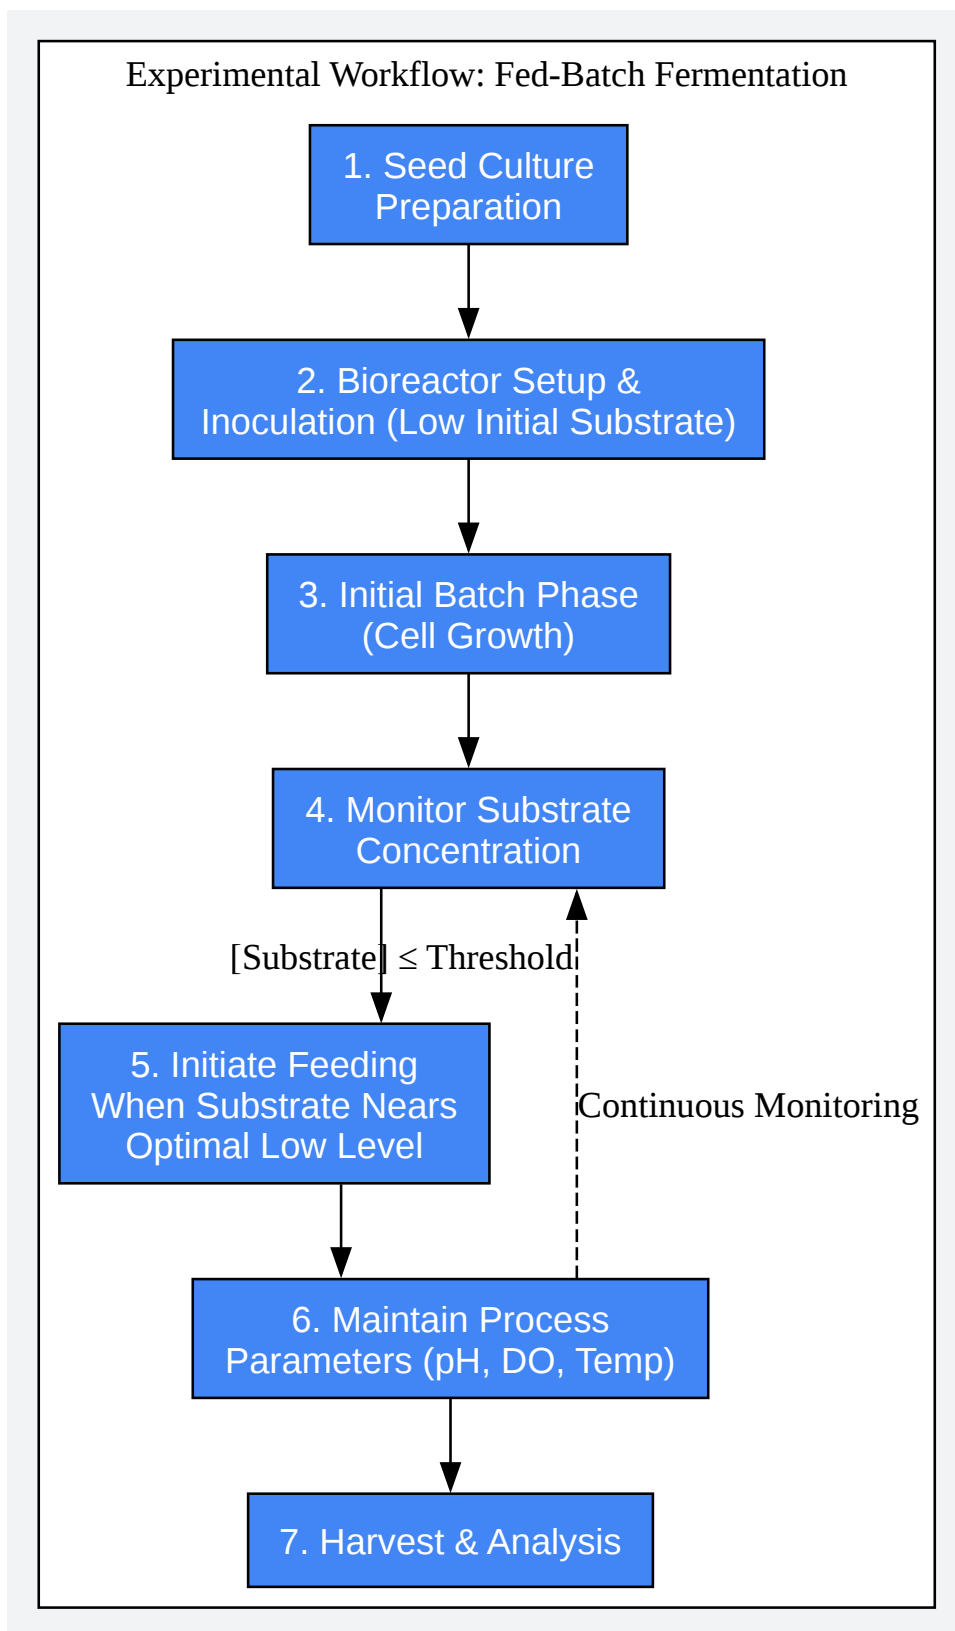 Experimental Workflow: Fed-Batch Fermentation
1. Seed Culture
Preparation
2. Bioreactor Setup &
Inoculation (Low Initial Substrate)
3. Initial Batch Phase
(Cell Growth)
4. Monitor Substrate
Concentration
[Substrate] ≤ Threshold
5. Initiate Feeding
When Substrate Nears
Optimal Low Level
Continuous Monitoring
6. Maintain Process
Parameters (pH, DO, Temp)
7. Harvest & Analysis